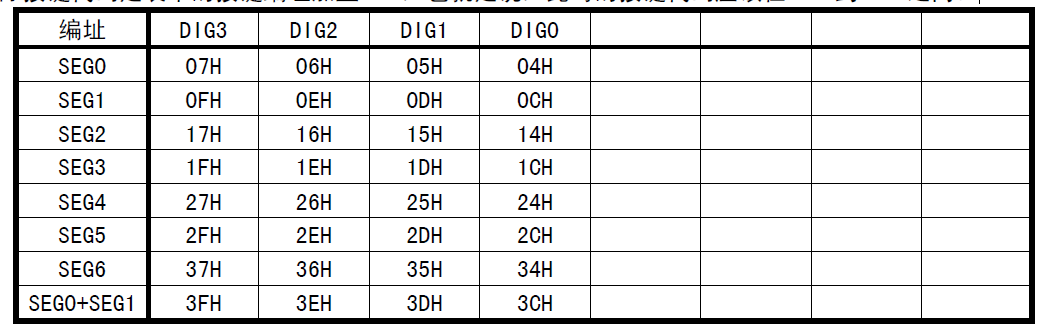 编址 DIG3 DIG2 DIG1 DIG0
SEG0 07H 06H 05H 04H
SEG1 0FH 0EH 0DH 0CH
SEG2 17H 16H 15H 14H
SEG3 1FH 1EH 1DH 1CH
SEG4 27H 26H 25H 24H
SEG5 2FH 2EH 2DH 2CH
SEG6 37H 36H 35H 34H
SEG0+SEG1 3FH 3EH 3DH 3CH